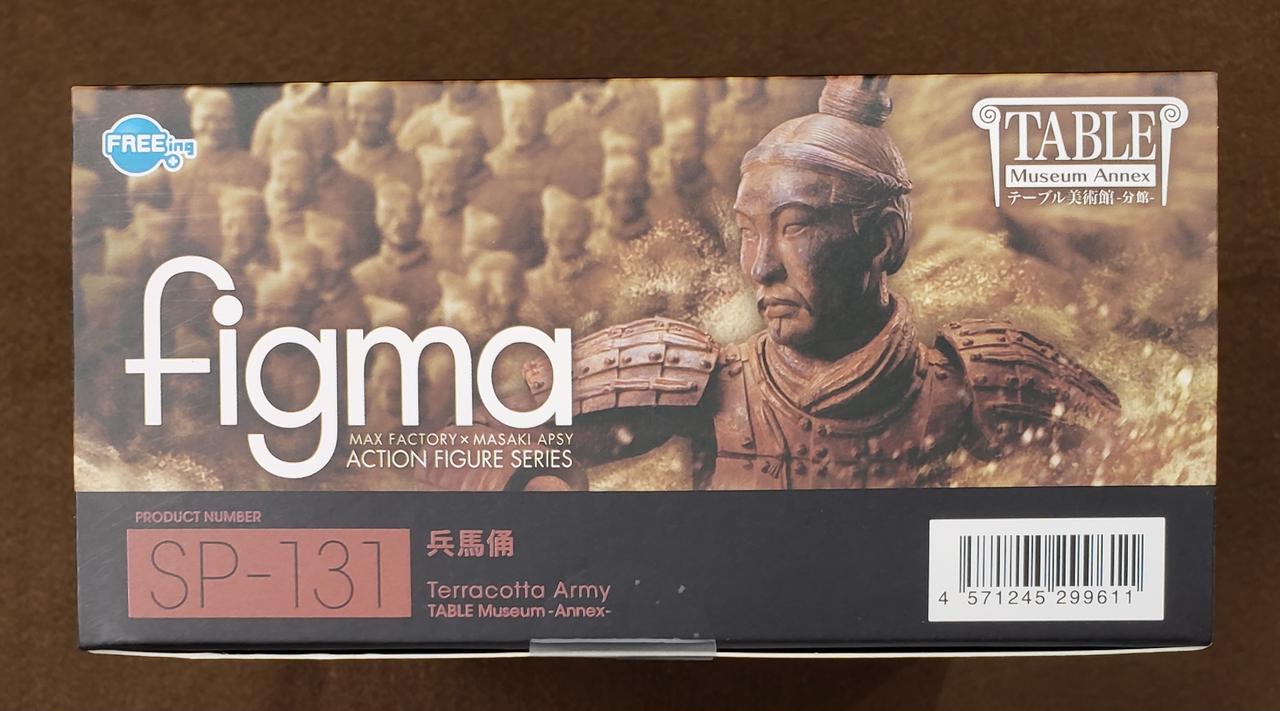 FREEing
TABLE
Museum Annex
テーブル美術館-分館-
figma
MAX FACTORY×MASAKI APSY
ACTION FIGURE SERIES
PRODUCT NUMBER
SP-131
兵馬俑
Terracotta Army
TABLE Museum -Annex-
4 571245 299611